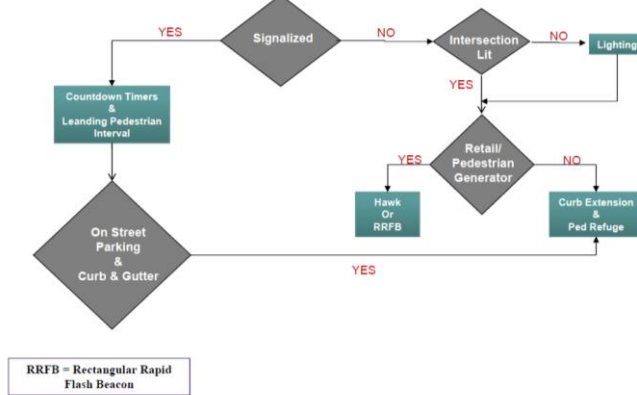 YES
Signalized
NO
Intersection
Lit
NO
Lighting
YES
Countdown Timers
&
Leanding Pedestrian
Interval
Retail/
Pedestrian
Generator
YES
NO
Hawk
Or
RRFB
Curb Extension
&
Ped Refuge
On Street
Parking
&
Curb & Gutter
YES
RRFB = Rectangular Rapid
Flash Beacon